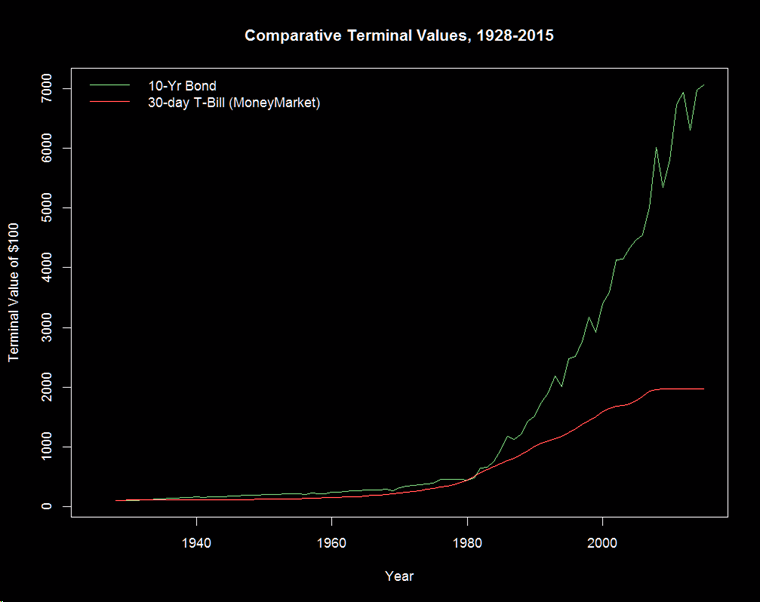 Comparative Terminal Values, 1928-2015
10-Yr Bond
30-day T-Bill (MoneyMarket)
Terminal Value of $100
7000
6000
5000
4000
3000
2000
1000
0
1940
1960
1980
2000
Year